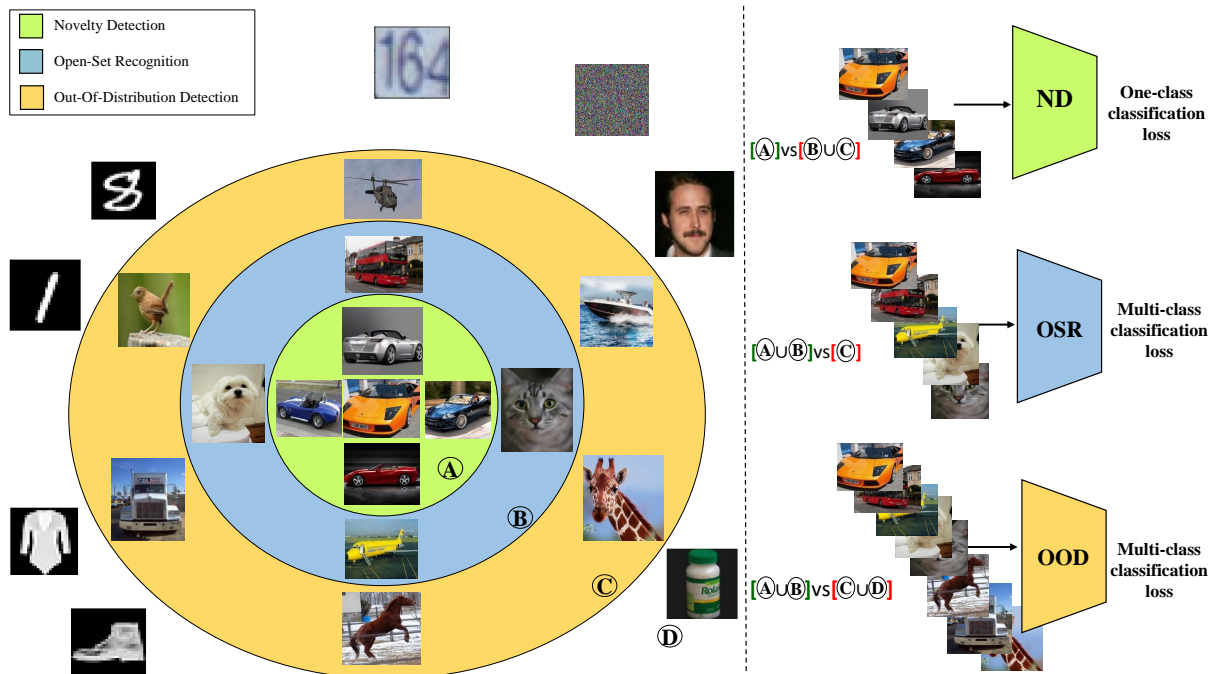 Novelty Detection
Open-Set Recognition
Out-Of-Distribution Detection
164
A
B
C
D
[A]vs[B∪C]
ND
One-class
classification
loss
[A∪B]vs[C]
OSR
Multi-class
classification
loss
[A∪B]vs[C∪D]
OOD
Multi-class
classification
loss